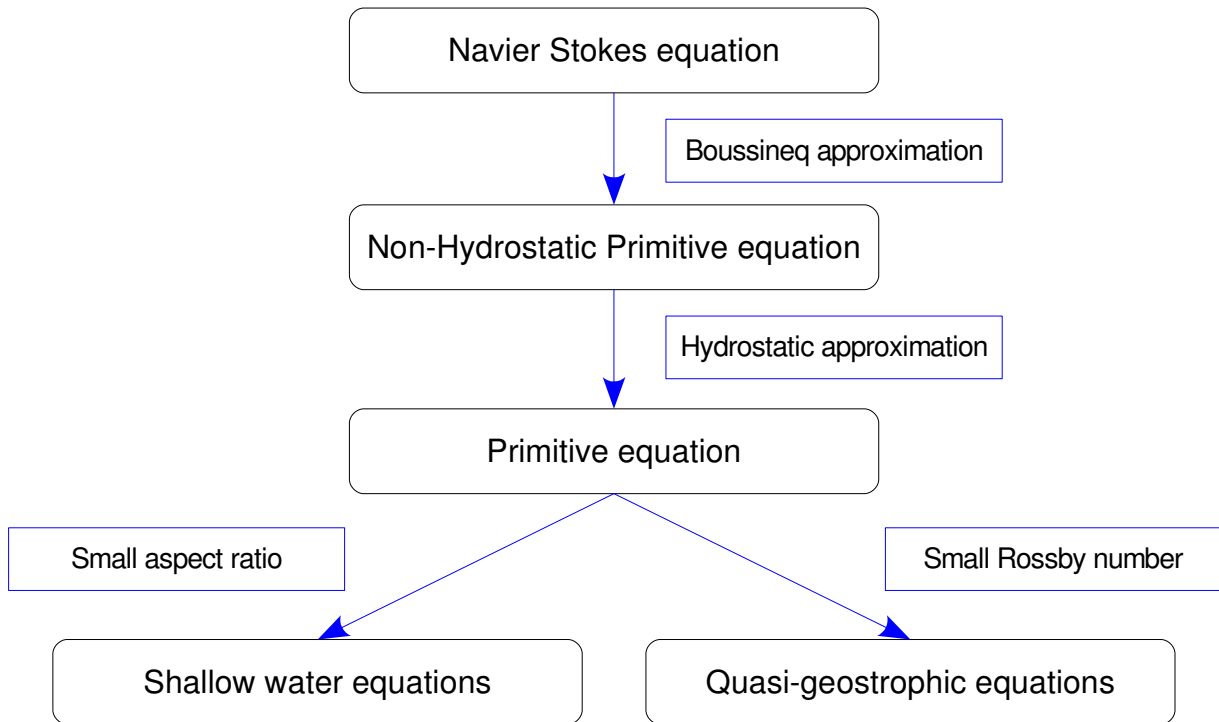 Navier Stokes equation
Boussineq approximation
Non-Hydrostatic Primitive equation
Hydrostatic approximation
Primitive equation
Small aspect ratio
Small Rossby number
Shallow water equations
Quasi-geostrophic equations